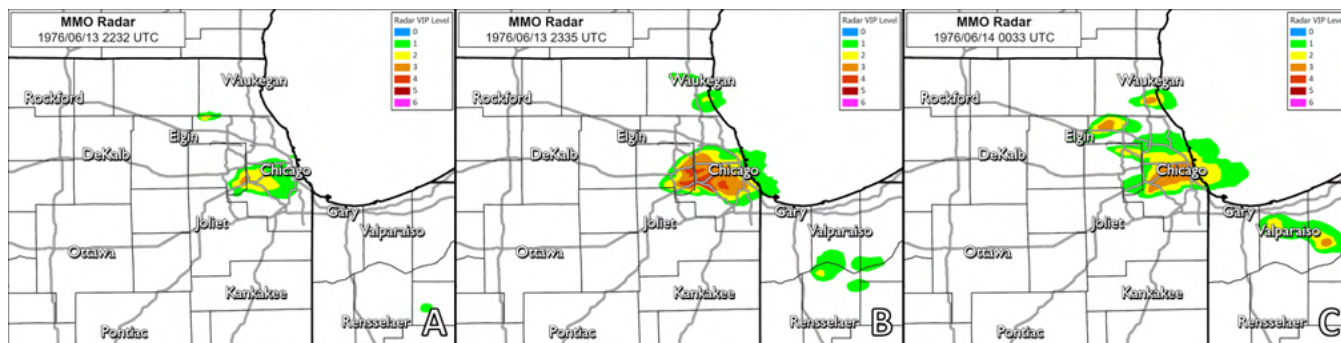 MMO Radar
1976/06/13 2232 UTC
Radar VIP Level
0
1
2
3
4
5
6
Waukegan
Rockford
Elgin
DeKalb
Chicago
Gary
Joliet
Valparaiso
Ottawa
Kankakee
Rensselaer
Pontiac
A
MMO Radar
1976/06/13 2335 UTC
Radar VIP Level
0
1
2
3
4
5
6
Waukegan
Rockford
Elgin
DeKalb
Chicago
Gary
Joliet
Valparaiso
Ottawa
Kankakee
Rensselaer
Pontiac
B
MMO Radar
1976/06/14 0033 UTC
Radar VIP Level
0
1
2
3
4
5
6
Waukegan
Rockford
Elgin
DeKalb
Chicago
Gary
Joliet
Valparaiso
Ottawa
Kankakee
Rensselaer
Pontiac
C